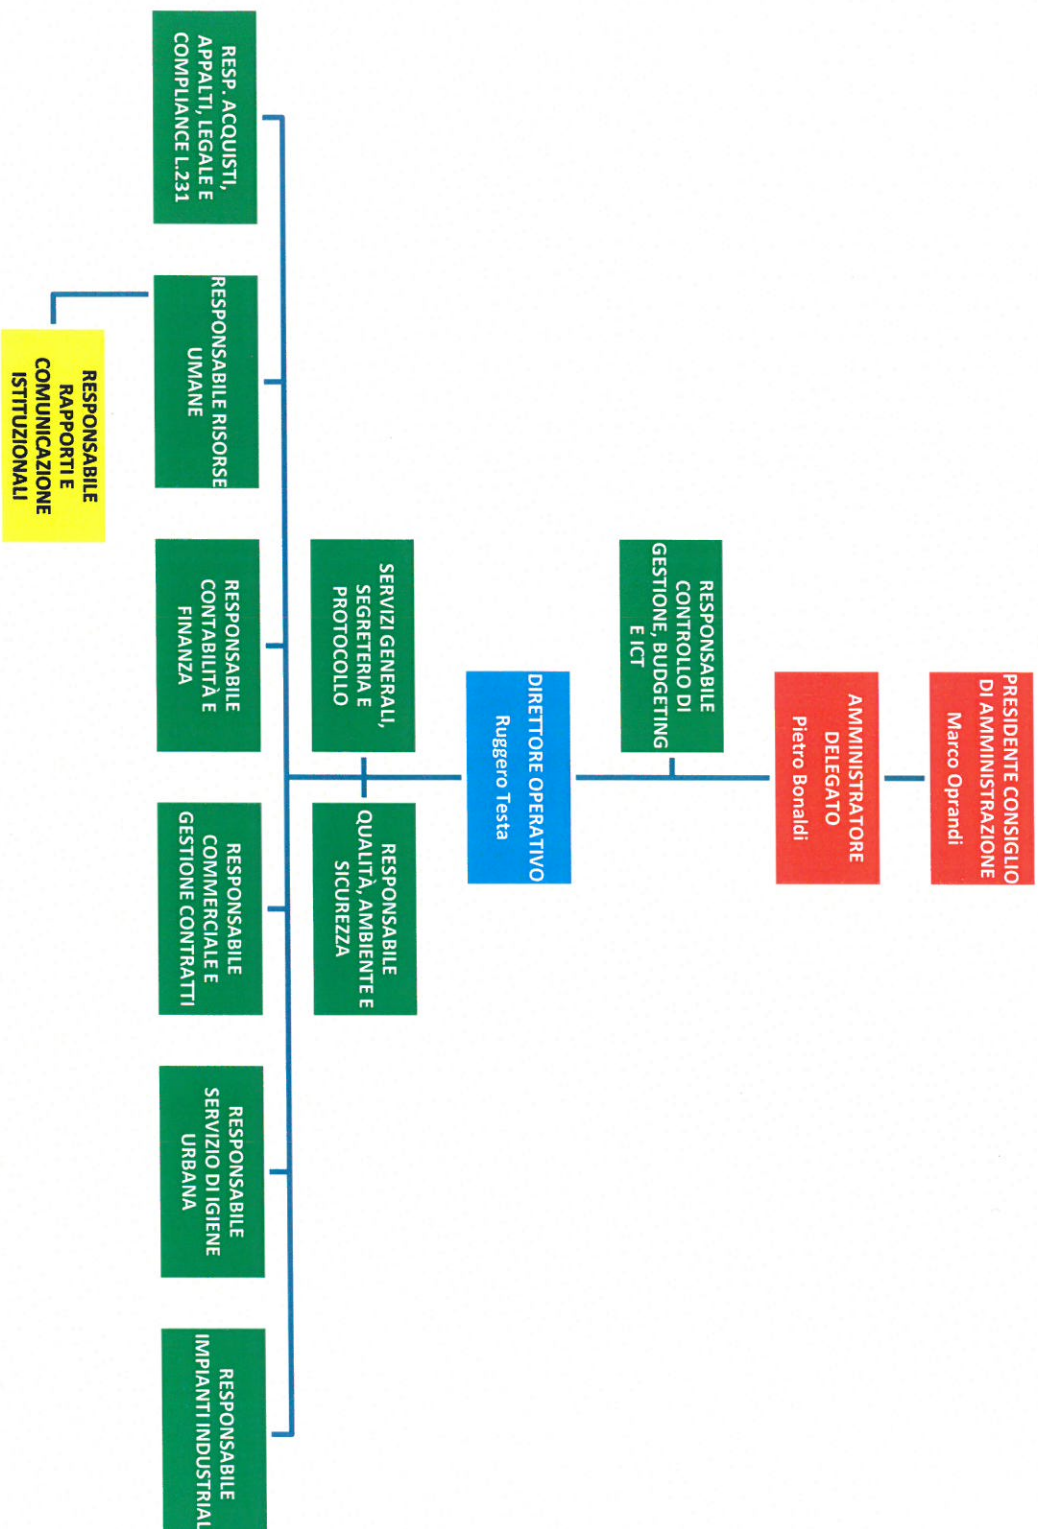 PRESIDENTE CONSIGLIO
DI AMMINISTRAZIONE
Marco Oprandi
AMMINISTRATORE
DELEGATO
Pietro Bonaldi
RESPONSABILE
CONTROLLO DI
GESTIONE, BUDGETING
E ICT
DIRETTORE OPERATIVO
Ruggero Testa
SERVIZI GENERALI,
SEGRETERIA E
PROTOCOLLO
RESPONSABILE
QUALITÀ, AMBIENTE E
SICUREZZA
RESP. ACQUISTI,
APPALTI, LEGALE E
COMPLIANCE L.231
RESPONSABILE RISORSE
UMANE
RESPONSABILE
CONTABILITÀ E
FINANZA
RESPONSABILE
COMMERCIALE E
GESTIONE CONTRATTI
RESPONSABILE
SERVIZIO DI IGIENE
URBANA
RESPONSABILE
IMPIANTI INDUSTRIAL
RESPONSABILE
RAPPORTI E
COMUNICAZIONE
ISTITUZIONALI